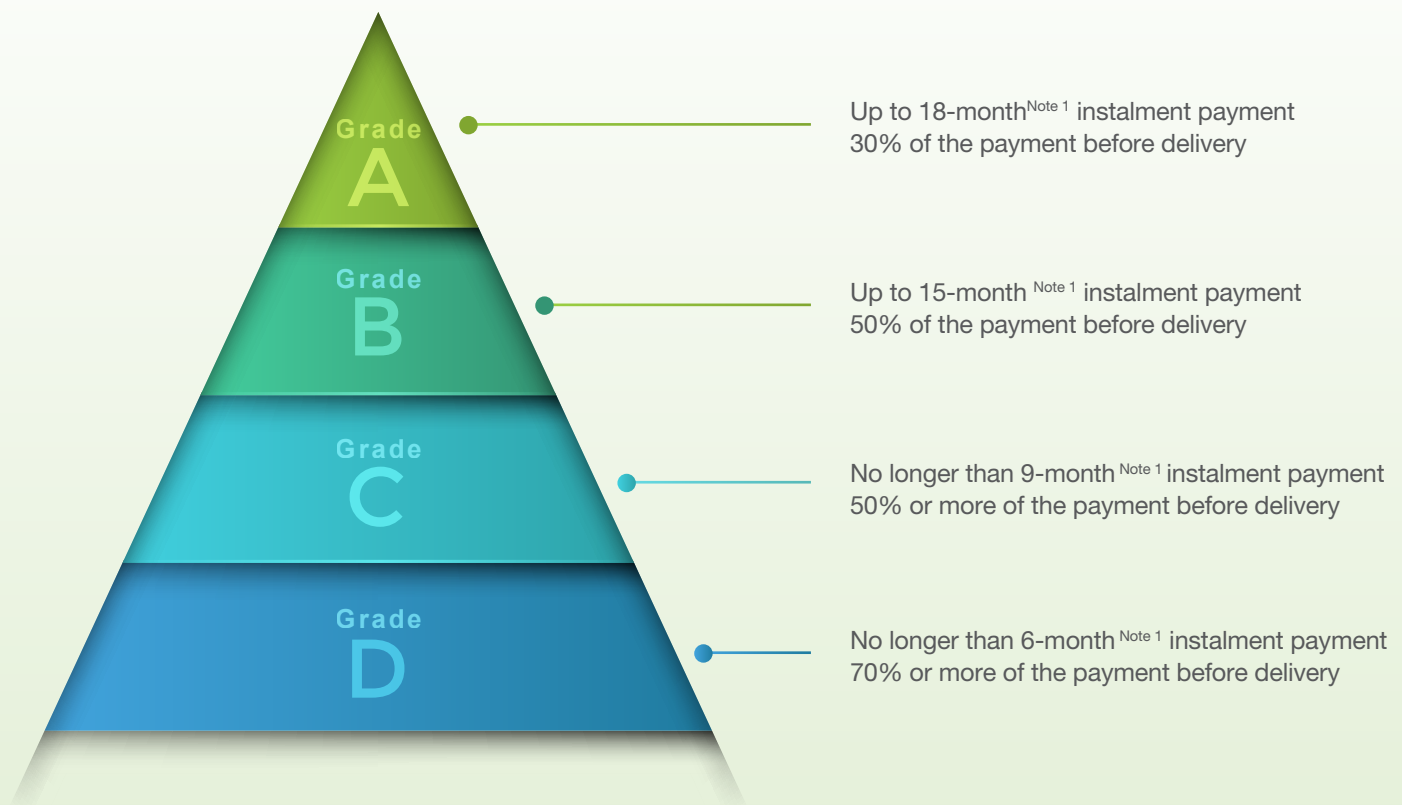 Grade
A
Up to 18-month Note 1 instalment payment
30% of the payment before delivery
Grade
B
Up to 15-month Note 1 instalment payment
50% of the payment before delivery
Grade
C
No longer than 9-month Note 1 instalment payment
50% or more of the payment before delivery
Grade
D
No longer than 6-month Note 1 instalment payment
70% or more of the payment before delivery